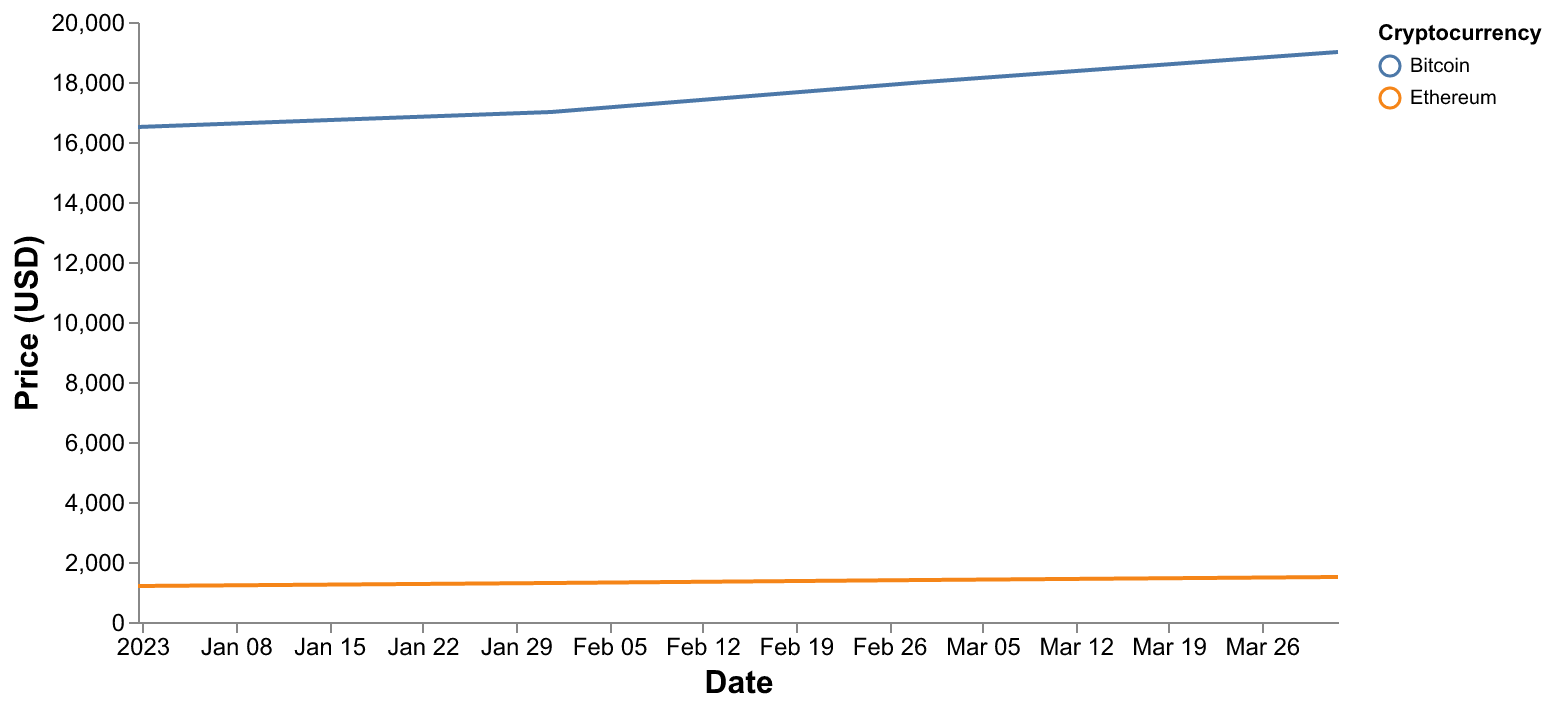 20,000
18,000
16,000
14,000
12,000
10,000
8,000
6,000
4,000
2,000
0
Price (USD)
2023 Jan 08 Jan 15 Jan 22 Jan 29 Feb 05 Feb 12 Feb 19 Feb 26 Mar 05 Mar 12 Mar 19 Mar 26
Date
Cryptocurrency
Bitcoin
Ethereum